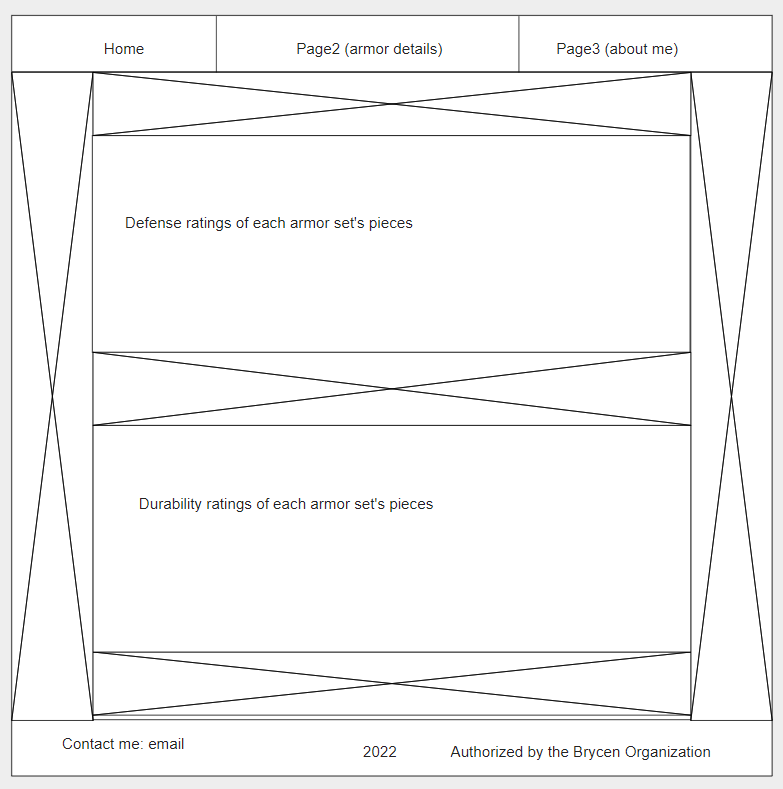 Home
Page2 (armor details)
Page3 (about me)
Defense ratings of each armor set's pieces
Durability ratings of each armor set's pieces
Contact me: email
2022
Authorized by the Brycen Organization